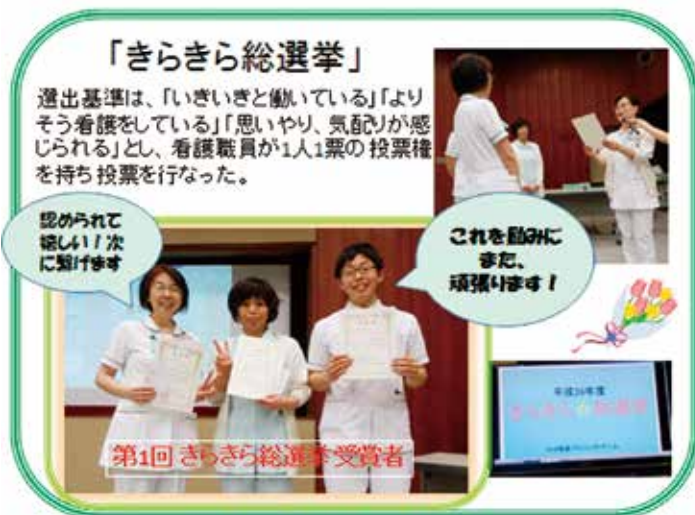 「きらきら総選挙」
選出基準は、「いきいきと働いている」「より
そう看護をしている」「思いやり、気配りが感
じられる」とし、看護職員が1人1票の投票権
を持ち投票を行なった。
認められて
嬉しい！次
に繋げます
これを励みに
また、
頑張ります！
第1回 きらきら総選挙 受賞者
平成26年度
きらきら総選挙